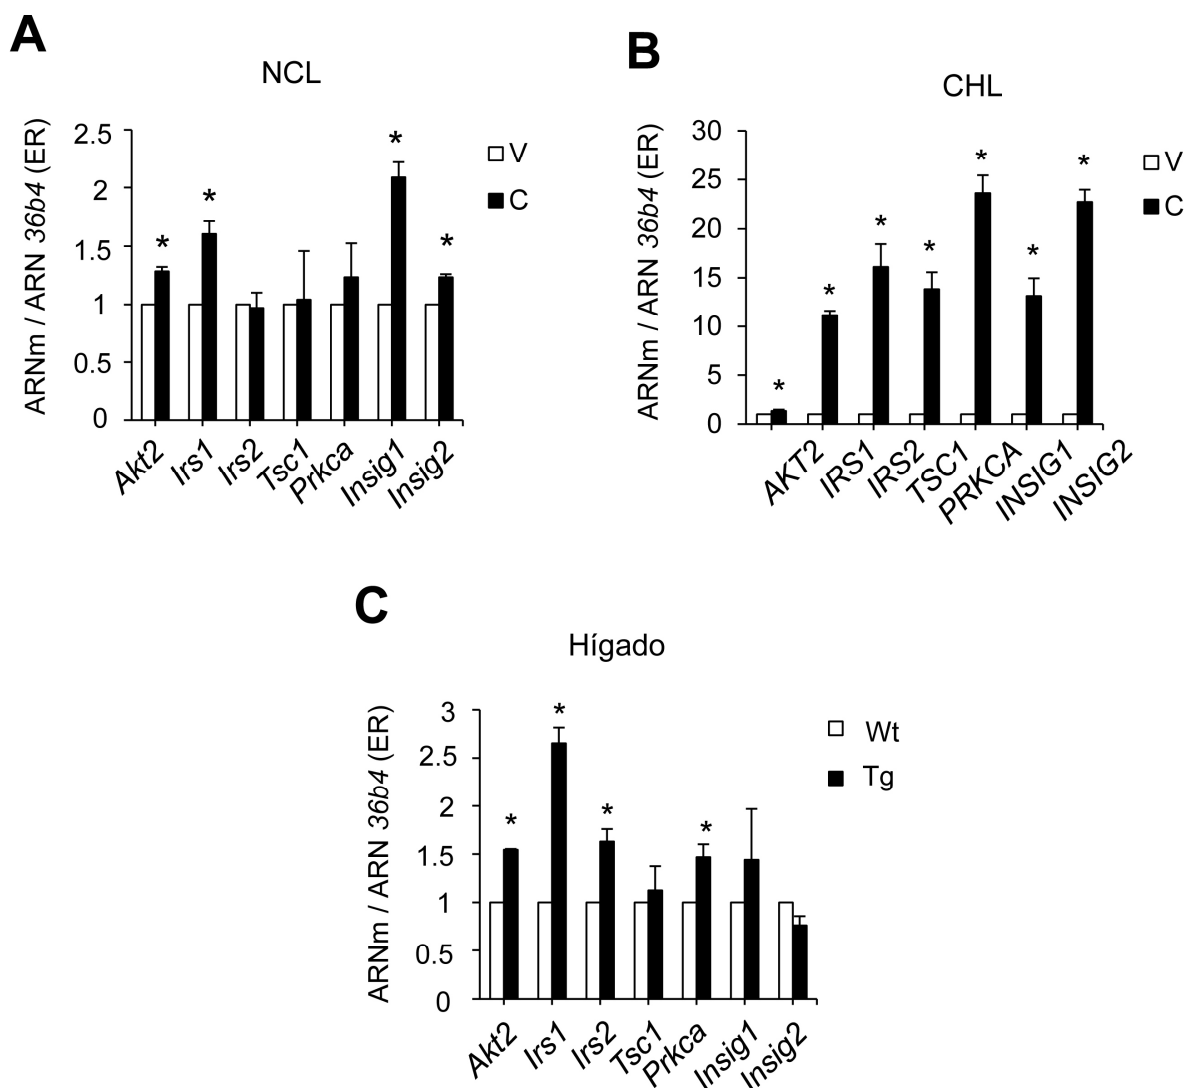 A
NCL
ARNm / ARN 36b4 (ER)
2.5
2
1.5
1
0.5
0
* * * *
V
C
Akt2 Irs1 Irs2 Tsc1 Prkca Insig1 Insig2
B
CHL
ARNm / ARN 36b4 (ER)
30
25
20
15
10
5
0
* * * * * * *
V
C
AKT2 IRS1 IRS2 TSC1 PRKCA INSIG1 INSIG2
C
Hígado
ARNm / ARN 36b4 (ER)
3
2.5
2
1.5
1
0.5
0
* * * *
Wt
Tg
Akt2 Irs1 Irs2 Tsc1 Prkca Insig1 Insig2